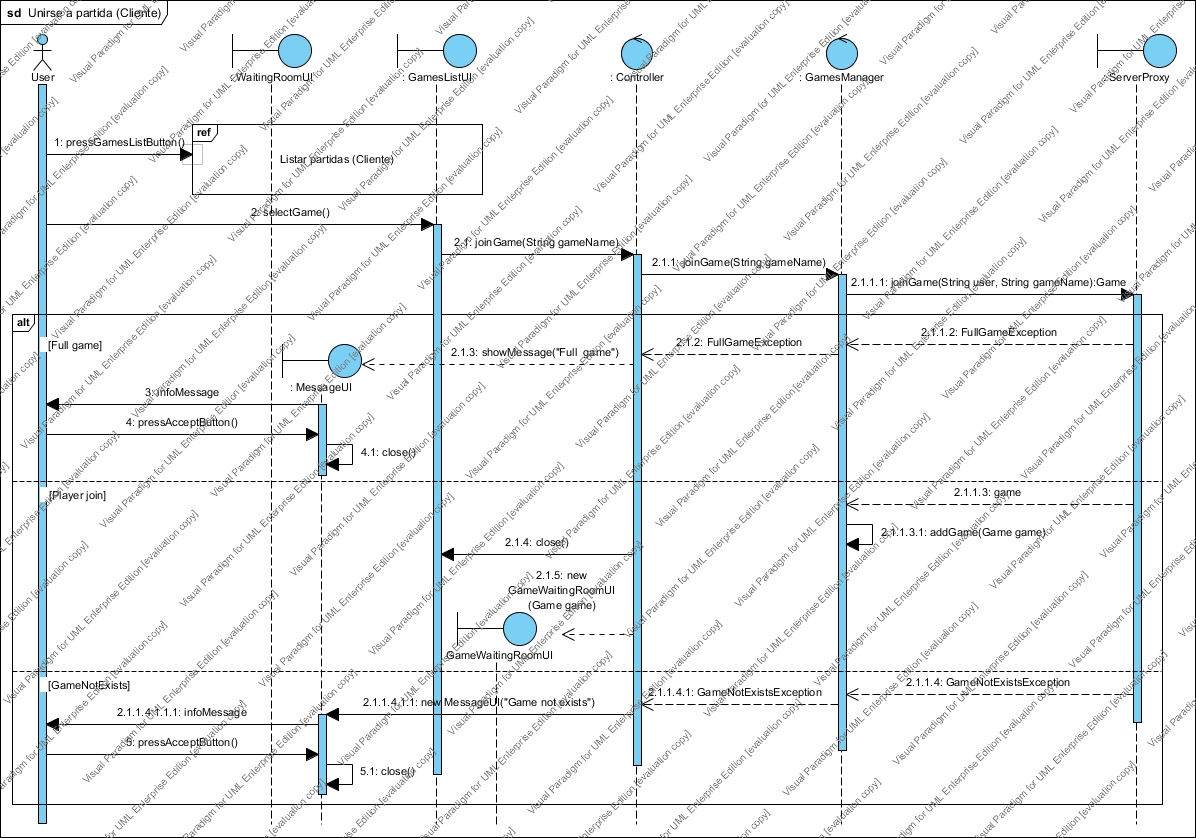 sd Unirse a partida (Cliente)
User
WaitingRoomUI
: GamesListUI
: Controller
: GamesManager
ServerProxy
ref
1: pressGamesListButton()
Listar partidas (Cliente)
2: selectGame()
2.1: joinGame(String gameName)
2.1.1: joinGame(String gameName)
2.1.1.1: joinGame(String user, String gameName):Game
alt
[Full game]
2.1.1.2: FullGameException
2.1.2: FullGameException
2.1.3: showMessage("Full game")
: MessageUI
3: infoMessage
4: pressAcceptButton()
4.1: close()
[Player join]
2.1.1.3: game
2.1.1.3.1: addGame(Game game)
2.1.4: close()
2.1.5: new
GameWaitingRoomUI
(Game game)
GameWaitingRoomUI
[GameNotExists]
2.1.1.4: GameNotExistsException
2.1.1.4.1: GameNotExistsException
2.1.1.4.1.1: new MessageUI("Game not exists")
2.1.1.4.1.1.1: infoMessage
5: pressAcceptButton()
5.1: close()
Visual Paradigm for UML Enterprise Edition [evaluation copy]